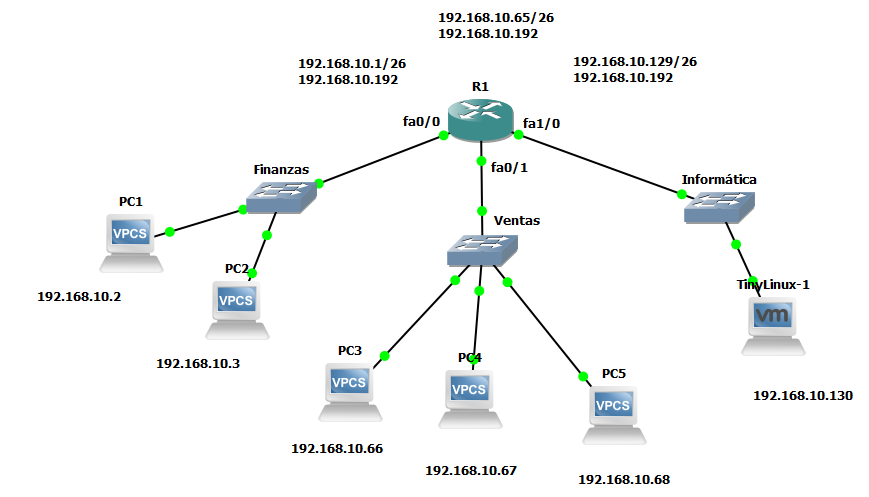 192.168.10.65/26
192.168.10.192
192.168.10.1/26
192.168.10.192
192.168.10.129/26
192.168.10.192
R1
fa0/0
fa1/0
fa0/1
Finanzas
Informática
Ventas
PC1
VPCS
192.168.10.2
PC2
VPCS
192.168.10.3
PC3
VPCS
192.168.10.66
PC4
VPCS
192.168.10.67
PC5
VPCS
192.168.10.68
TinyLinux-1
vm
192.168.10.130